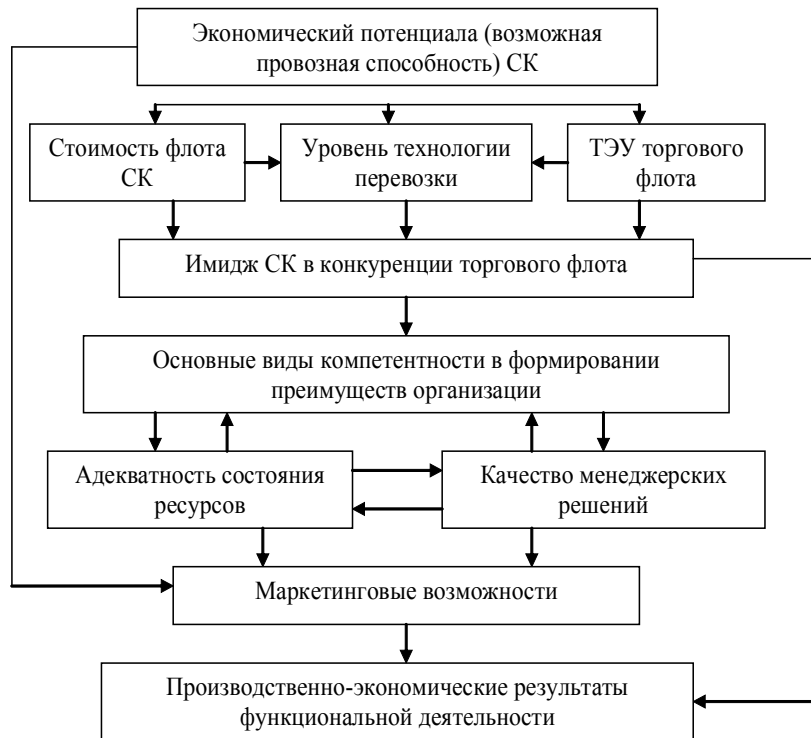 Экономический потенциала (возможная
провозная способность) СК
Стоимость флота
СК
Уровень технологии
перевозки
ТЭУ торгового
флота
Имидж СК в конкуренции торгового флота
Основные виды компетентности в формировании
преимуществ организации
Адекватность состояния
ресурсов
Качество менеджерских
решений
Маркетинговые возможности
Производственно-экономические результаты
функциональной деятельности